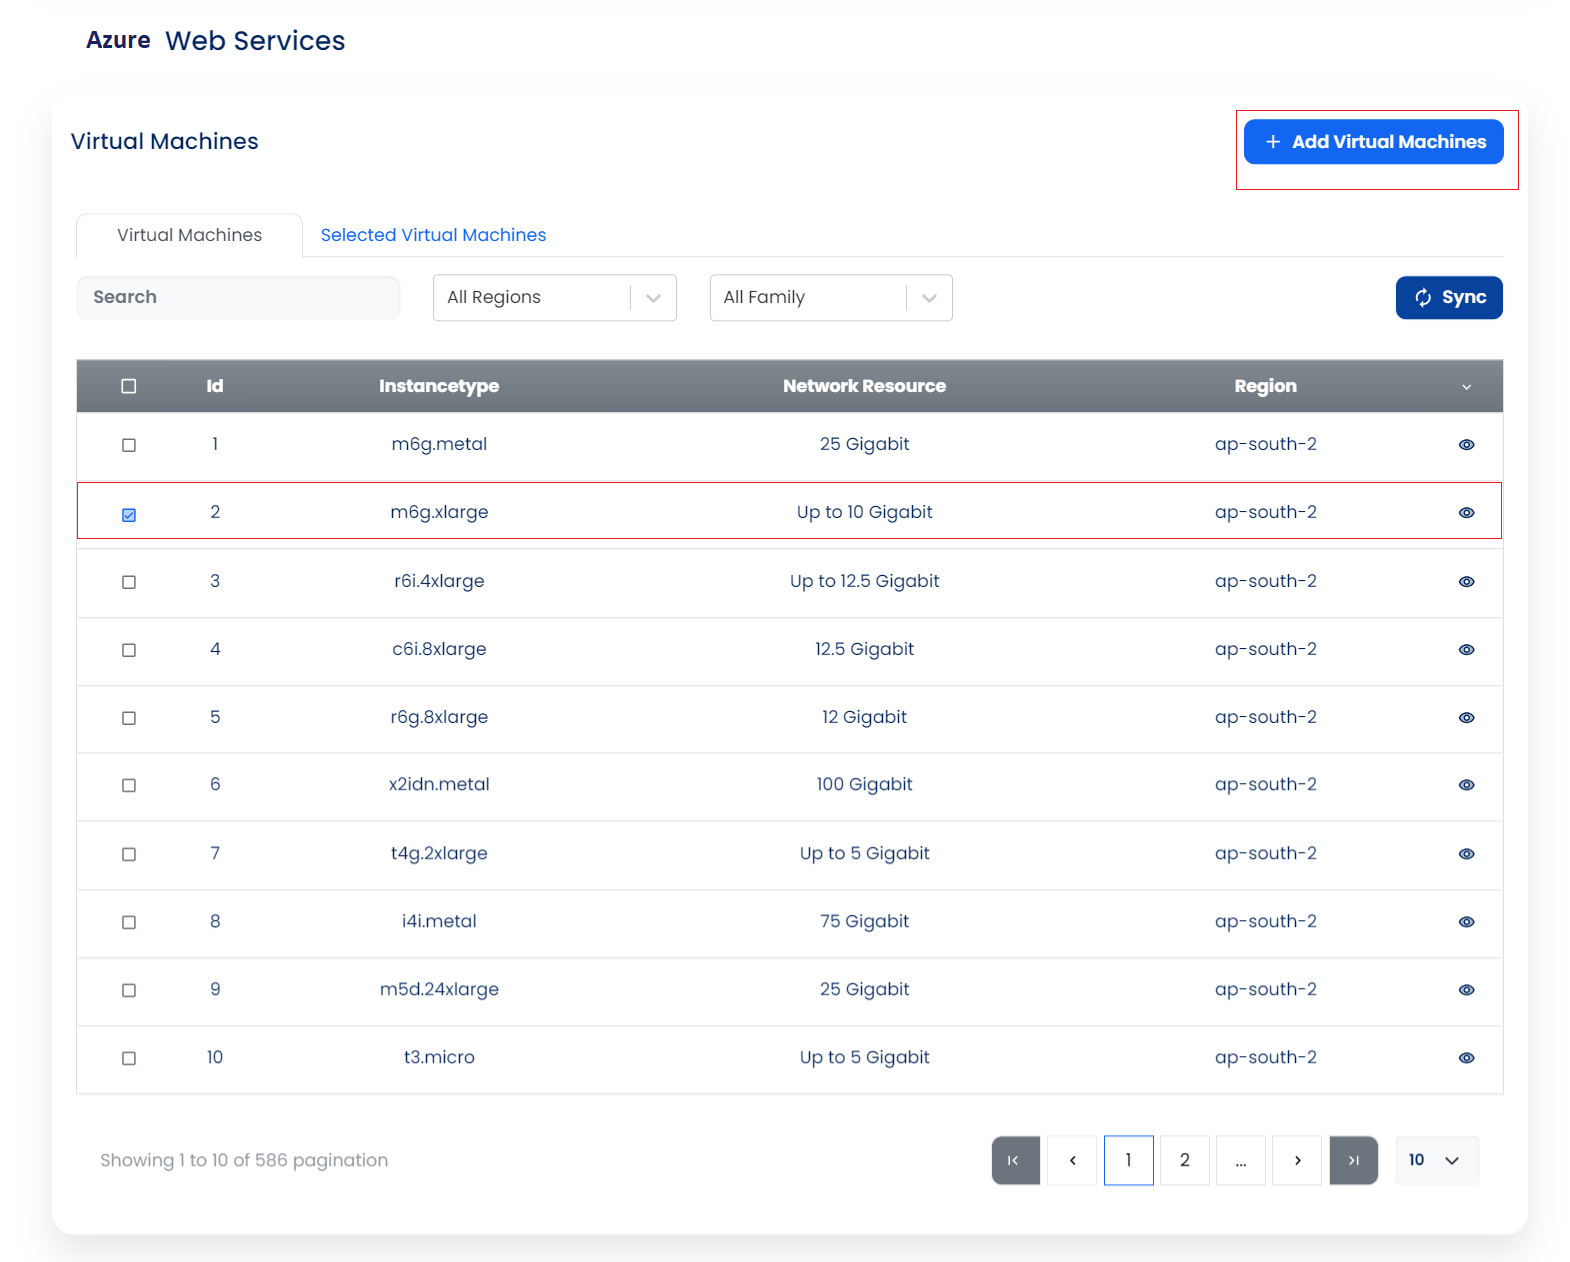 Azure Web Services
Virtual Machines
+ Add Virtual Machines
Virtual Machines Selected Virtual Machines
Search All Regions All Family Sync
Id Instancetype Network Resource Region
1 m6g.metal 25 Gigabit ap-south-2
2 m6g.xlarge Up to 10 Gigabit ap-south-2
3 r6i.4xlarge Up to 12.5 Gigabit ap-south-2
4 c6i.8xlarge 12.5 Gigabit ap-south-2
5 r6g.8xlarge 12 Gigabit ap-south-2
6 x2idn.metal 100 Gigabit ap-south-2
7 t4g.2xlarge Up to 5 Gigabit ap-south-2
8 i4i.metal 75 Gigabit ap-south-2
9 m5d.24xlarge 25 Gigabit ap-south-2
10 t3.micro Up to 5 Gigabit ap-south-2
Showing 1 to 10 of 586 pagination 1 2 ... 10